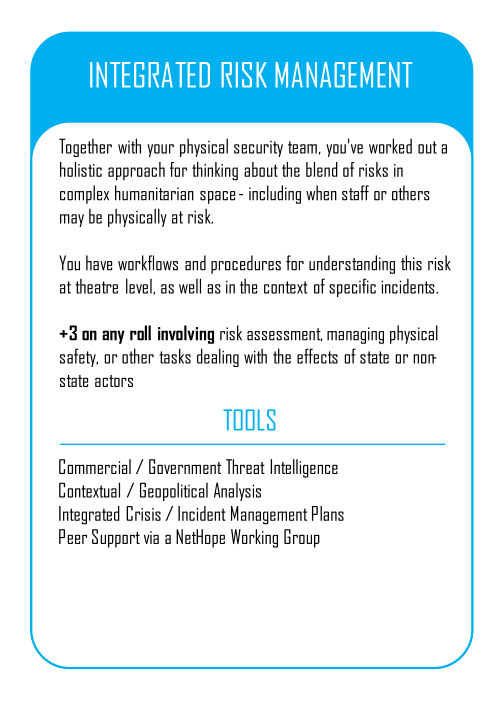 INTEGRATED RISK MANAGEMENT
Together with your physical security team, you've worked out a
holistic approach for thinking about the blend of risks in
complex humanitarian space - including when staff or others
may be physically at risk.
You have workflows and procedures for understanding this risk
at theatre level, as well as in the context of specific incidents.
+3 on any roll involving risk assessment, managing physical
safety, or other tasks dealing with the effects of state or non-
state actors
TOOLS
Commercial / Government Threat Intelligence
Contextual / Geopolitical Analysis
Integrated Crisis / Incident Management Plans
Peer Support via a NetHope Working Group